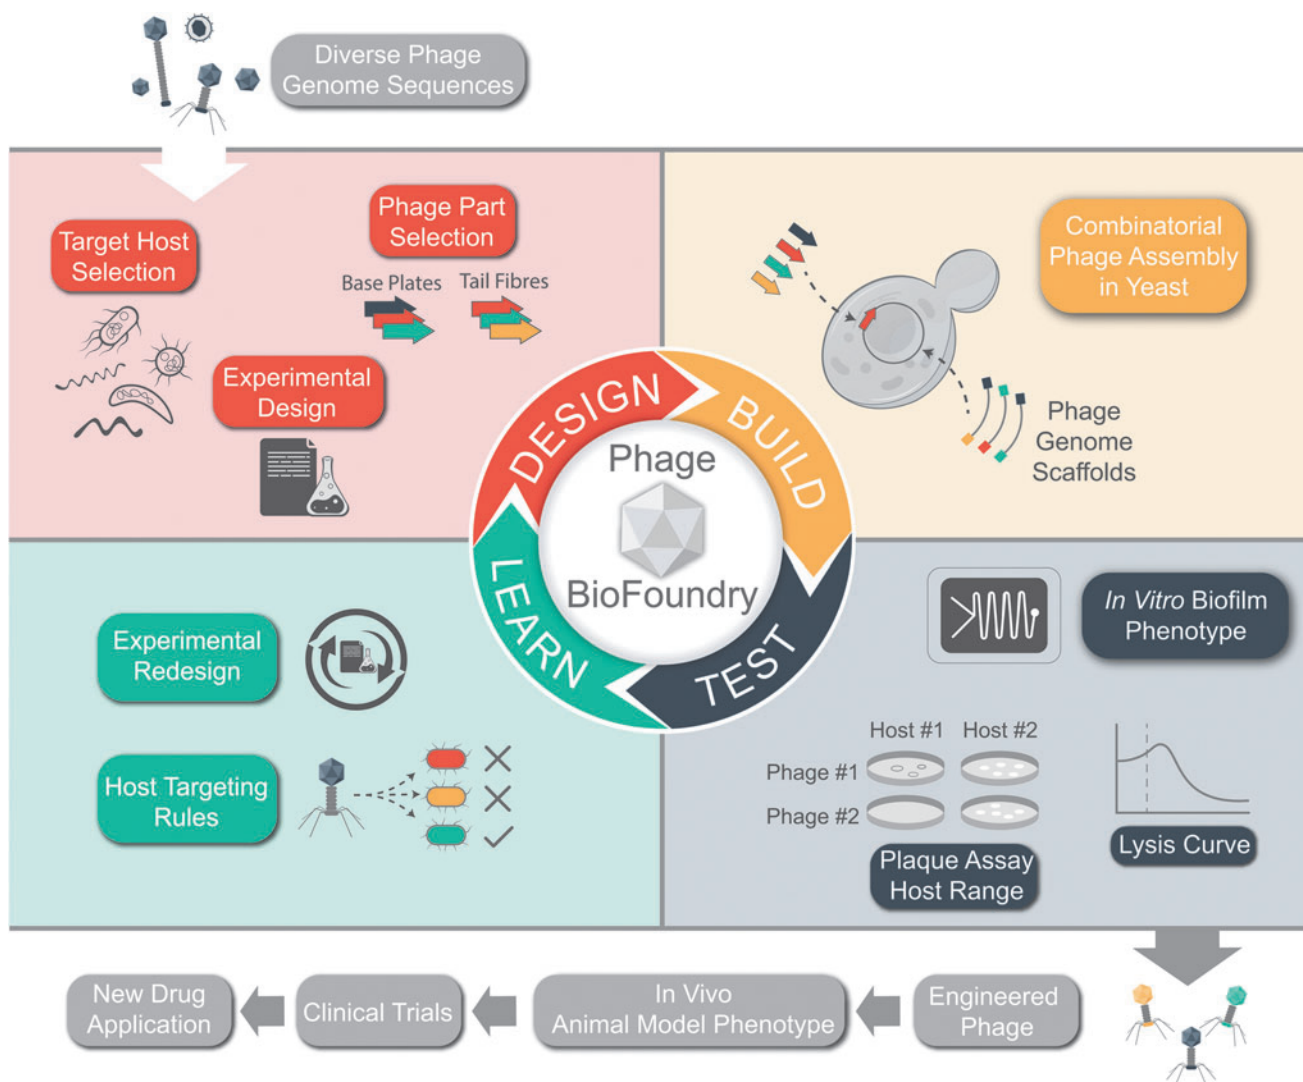 Diverse Phage
Genome Sequences
Target Host
Selection
Phage Part
Selection
Base Plates
Tail Fibres
Experimental
Design
Combinatorial
Phage Assembly
in Yeast
Phage
Genome
Scaffolds
DESIGN
BUILD
TEST
LEARN
Phage
BioFoundry
Experimental
Redesign
Host Targeting
Rules
In Vitro Biofilm
Phenotype
Host #1 Host #2
Phage #1
Phage #2
Plaque Assay
Host Range
Lysis Curve
New Drug
Application
Clinical Trials
In Vivo
Animal Model Phenotype
Engineered
Phage